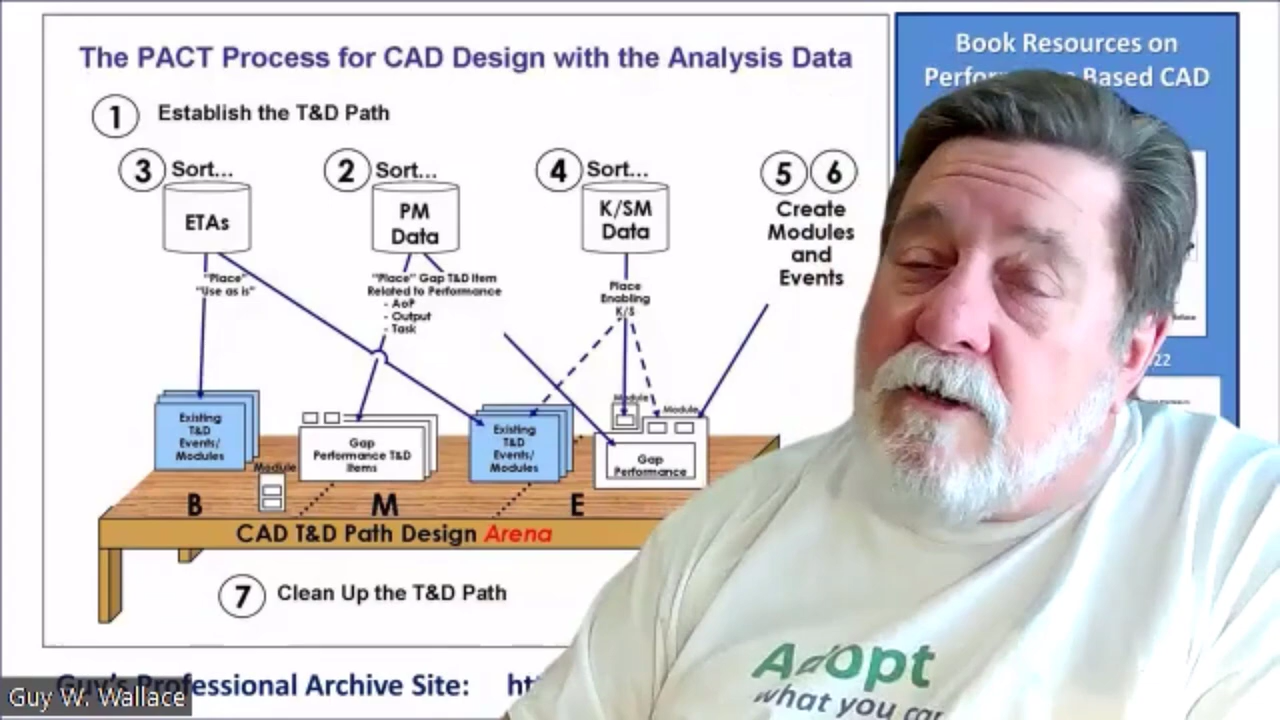 The PACT Process for CAD Design with the Analysis Data
1 Establish the T&D Path
3 Sort...
ETAs
"Place"
"Use as is"
2 Sort...
PM
Data
"Place" Gap T&D Item
Related to Performance
- AoP
- Output
- Task
4 Sort...
K/SM
Data
Place
Enabling
K/S
5 6
Create
Modules
and
Events
Existing
T&D
Events/
Modules
Module
Gap
Performance T&D
Items
Existing
T&D
Events/
Modules
Module
Module
Gap
Performance
B M E
CAD T&D Path Design Arena
7 Clean Up the T&D Path
Professional Archive Site:
Guy W. Wallace
Book Resources on
Based CAD
Adopt
what you